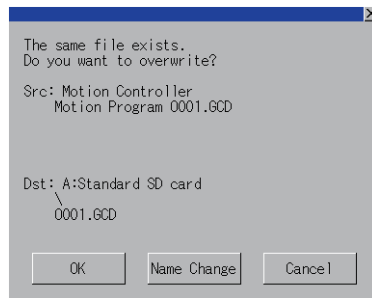 The same file exists.
Do you want to overwrite?
Src: Motion Controller
Motion Program 0001.GCD
Dst: A:Standard SD card
\
0001.GCD
OK Name Change Cancel